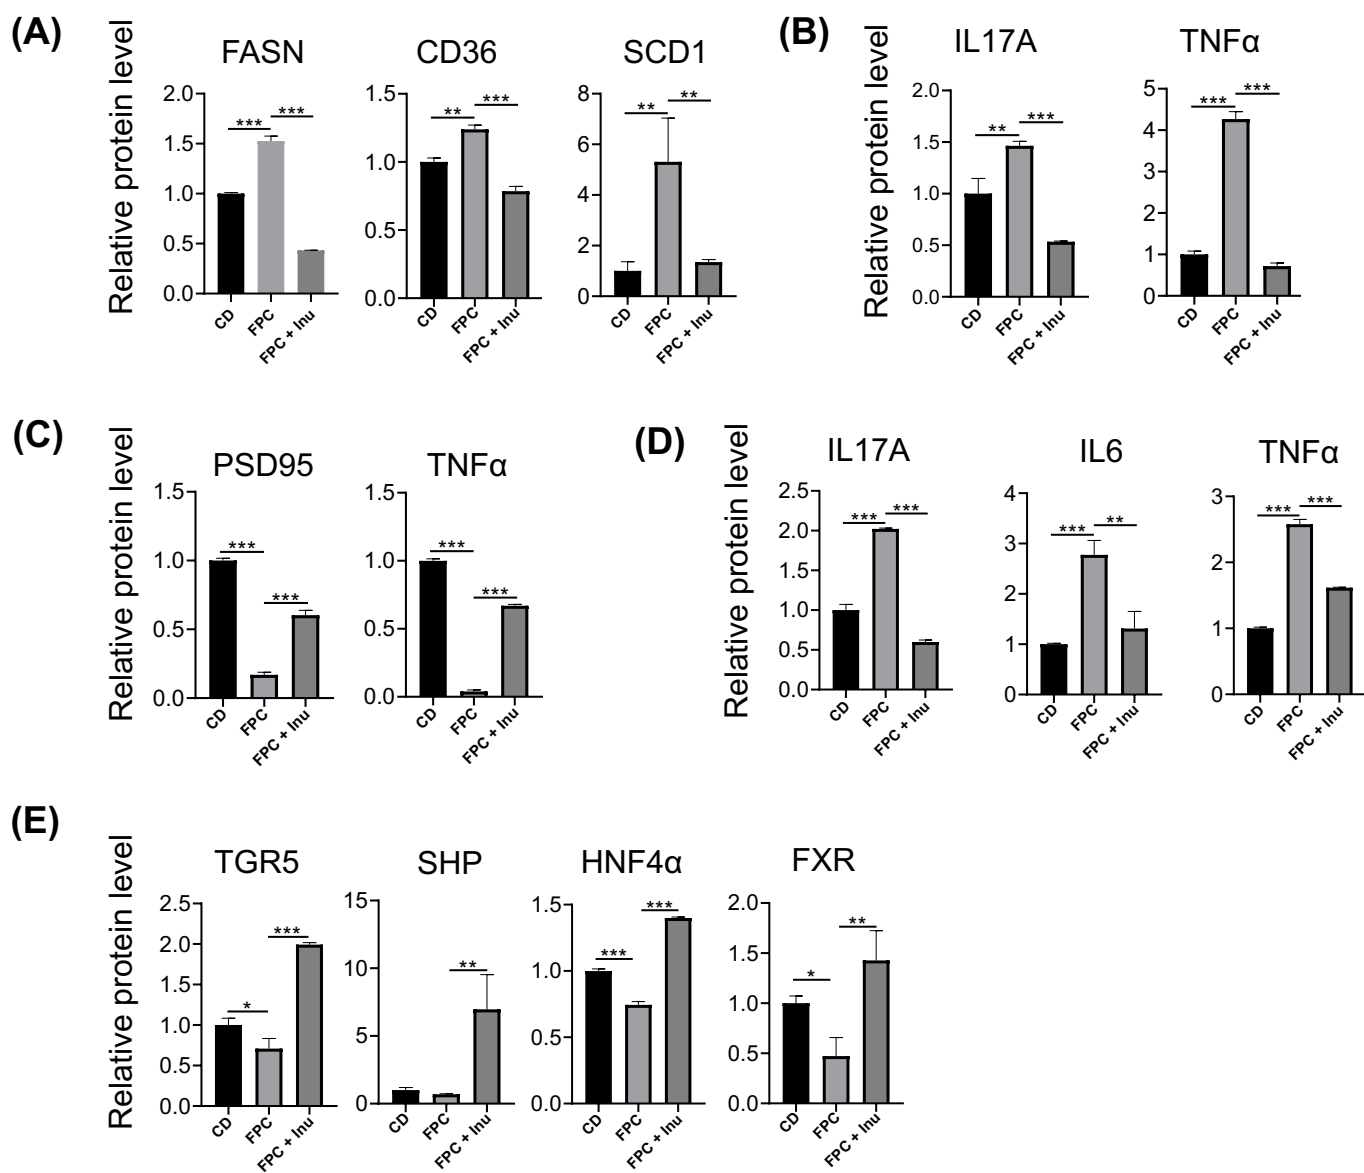 (A)
Relative protein level
FASN
2.0
1.5
1.0
0.5
0.0
***
***
CD
FPC
FPC + Inu
CD36
1.5
1.0
0.5
0.0
**
***
CD
FPC
FPC + Inu
SCD1
8
6
4
2
0
**
**
CD
FPC
FPC + Inu
(B)
Relative protein level
IL17A
2.0
1.5
1.0
0.5
0.0
**
***
CD
FPC
FPC + Inu
TNFα
5
4
3
2
1
0
***
***
CD
FPC
FPC + Inu
(C)
Relative protein level
PSD95
1.5
1.0
0.5
0.0
***
***
CD
FPC
FPC + Inu
TNFα
1.5
1.0
0.5
0.0
***
***
CD
FPC
FPC + Inu
(D)
Relative protein level
IL17A
2.5
2.0
1.5
1.0
0.5
0.0
***
***
CD
FPC
FPC + Inu
IL6
4
3
2
1
0
***
**
CD
FPC
FPC + Inu
TNFα
3
2
1
0
***
***
CD
FPC
FPC + Inu
(E)
Relative protein level
TGR5
2.5
2.0
1.5
1.0
0.5
0.0
*
***
CD
FPC
FPC + Inu
SHP
15
10
5
0
**
CD
FPC
FPC + Inu
HNF4α
1.5
1.0
0.5
0.0
***
***
CD
FPC
FPC + Inu
FXR
2.0
1.5
1.0
0.5
0.0
*
**
CD
FPC
FPC + Inu